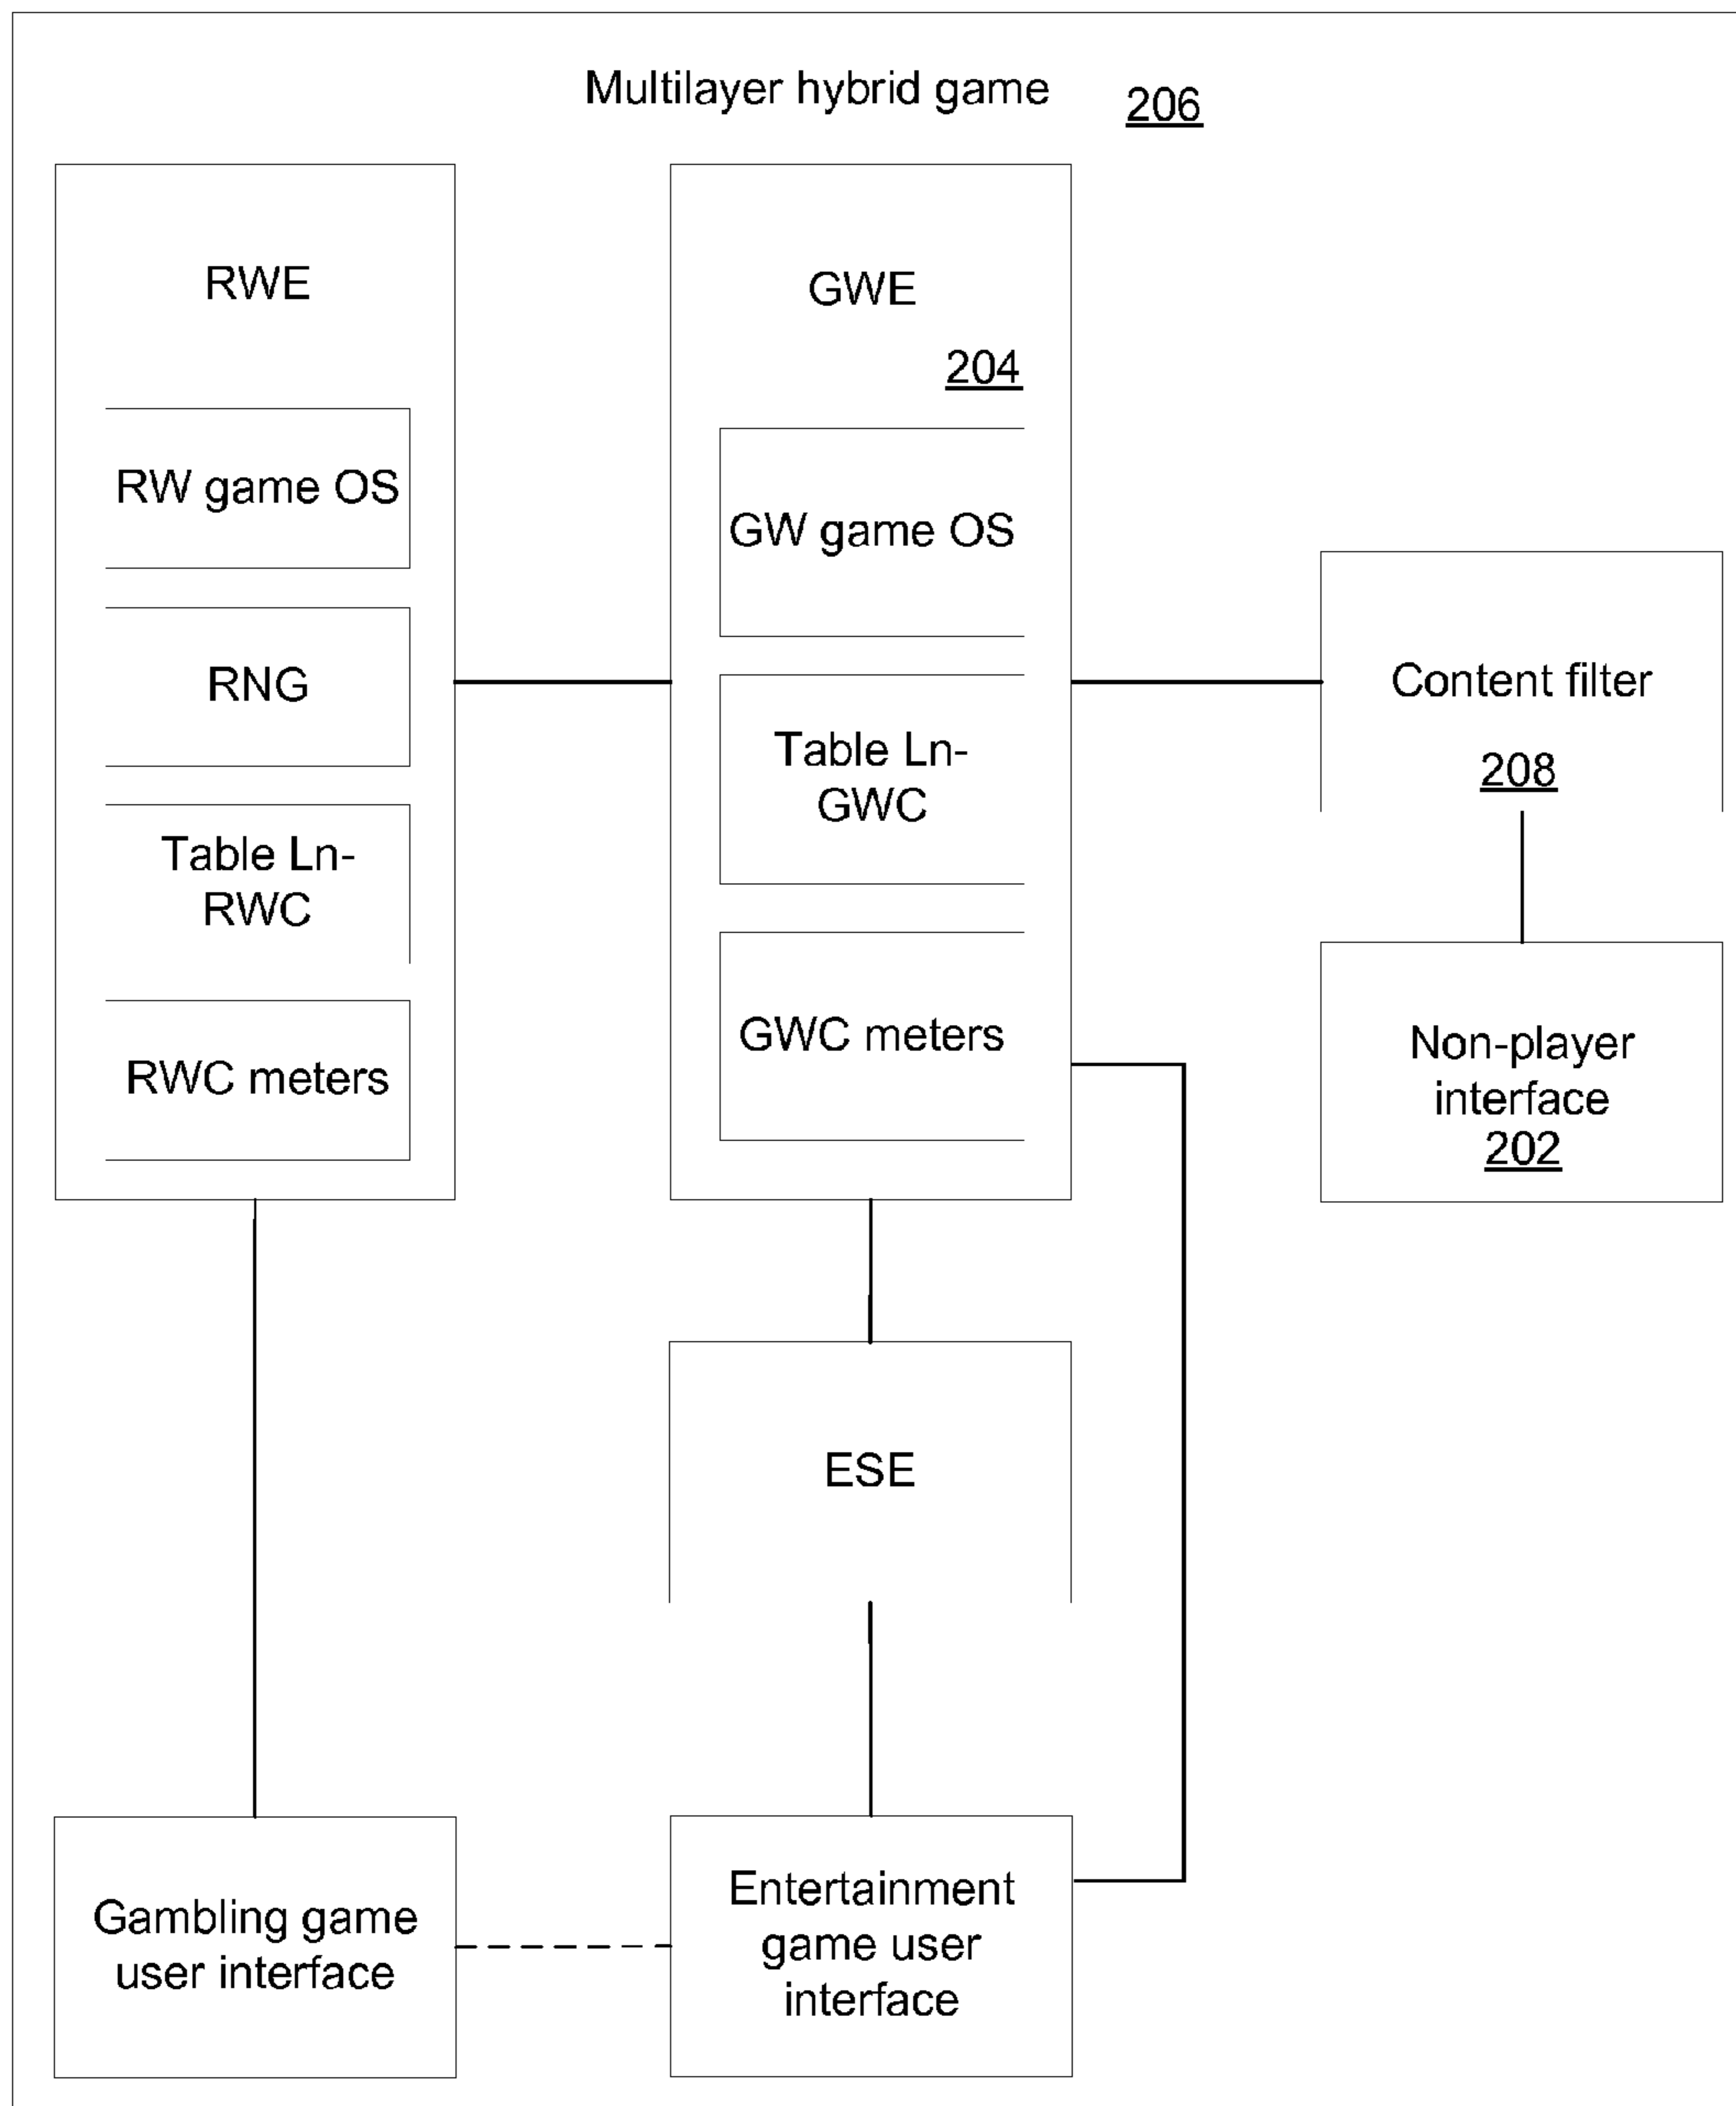 Multilayer hybrid game 206
RWE
RW game OS
RNG
Table Ln-
RWC
RWC meters
GWE
204
GW game OS
Table Ln-
GWC
GWC meters
Content filter
208
Non-player
interface
202
ESE
Gambling game
user interface
Entertainment
game user
interface